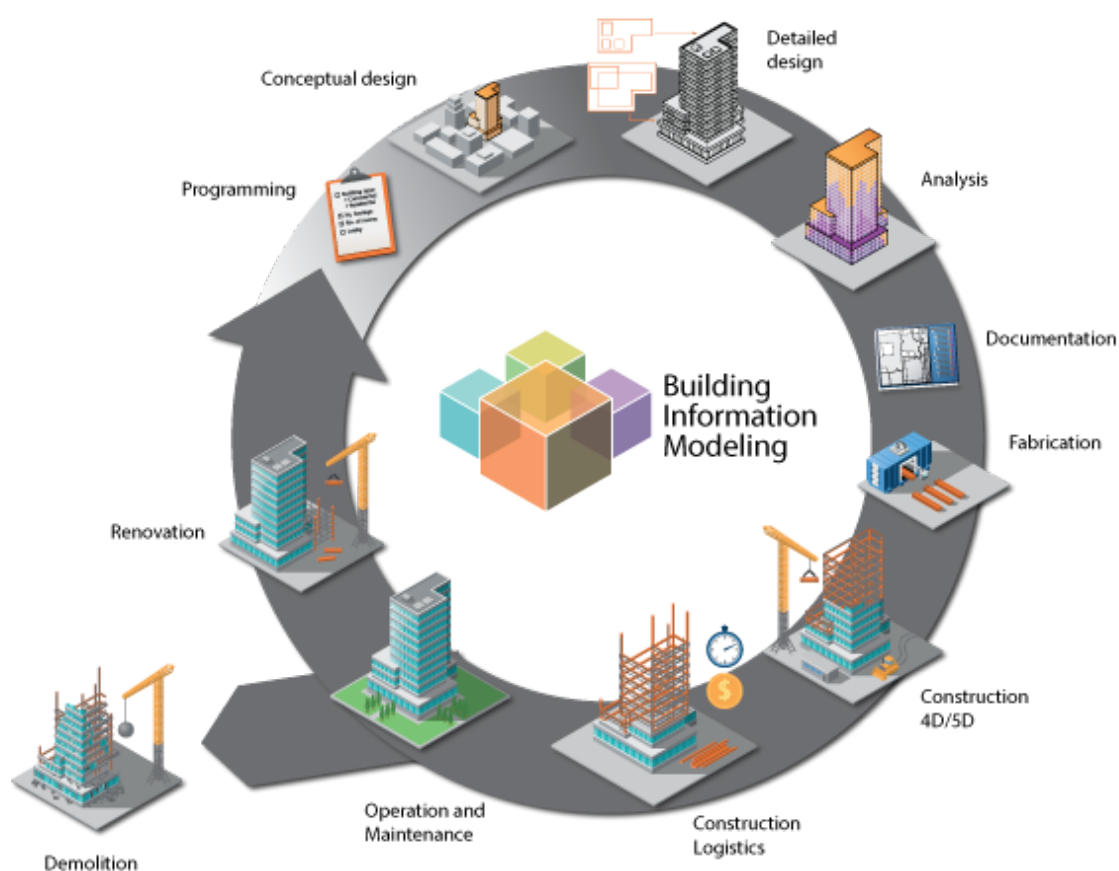 Conceptual design
Detailed
design
Programming
Analysis
Documentation
Building
Information
Modeling
Fabrication
Renovation
Construction
4D/5D
Operation and
Maintenance
Construction
Logistics
Demolition
$